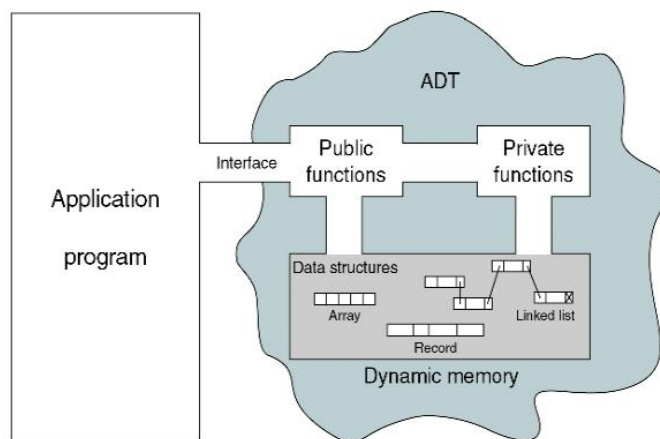 ADT
Public
functions
Private
functions
Interface
Application
program
Data structures
Array
Linked list
Record
Dynamic memory